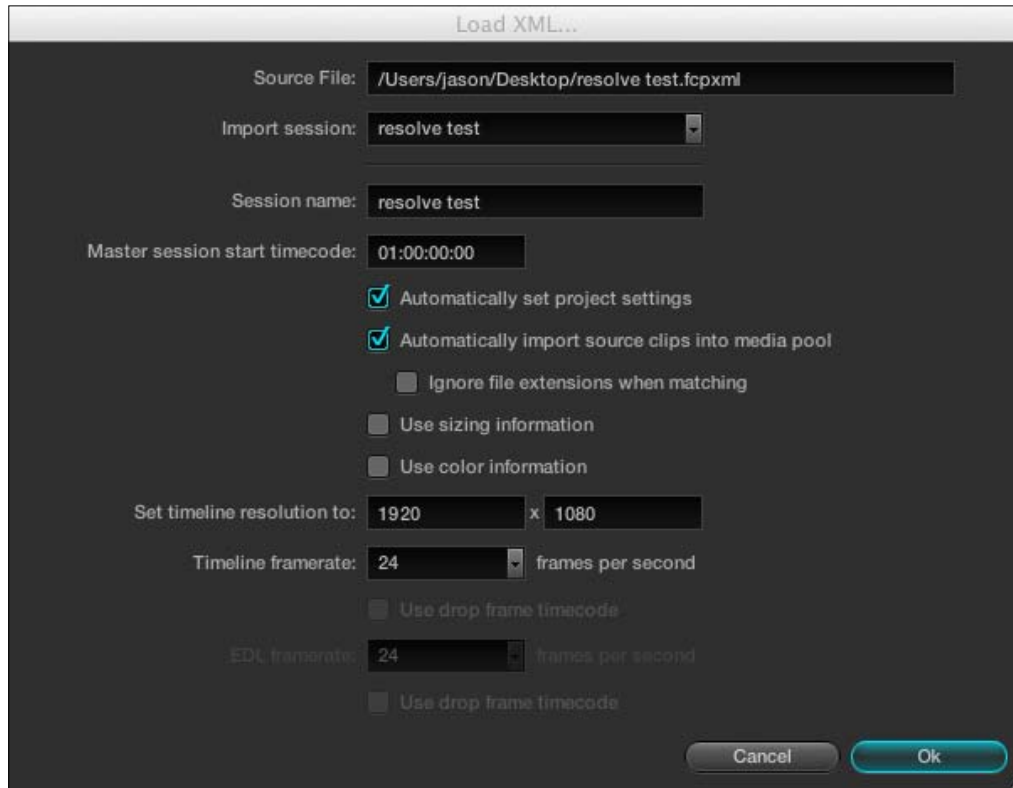 Load XML...
Source File: /Users/jason/Desktop/resolve test.fcpxml
Import session: resolve test
Session name: resolve test
Master session start timecode: 01:00:00:00
Automatically set project settings
Automatically import source clips into media pool
Ignore file extensions when matching
Use sizing information
Use color information
Set timeline resolution to: 1920 x 1080
Timeline framerate: 24 frames per second
Use drop frame timecode
EDL framerate: 24 frames per second
Use drop frame timecode
Cancel Ok